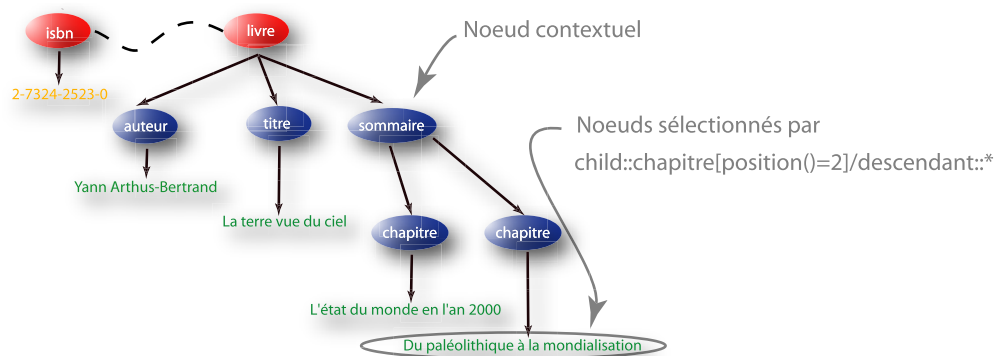 isbn
livre
Noeud contextuel
2-7324-2523-0
auteur
titre
sommaire
Noeuds sélectionnés par
child::chapitre[position()=2]/descendant::*
Yann Arthus-Bertrand
La terre vue du ciel
chapitre
chapitre
L'état du monde en l'an 2000
Du paléolithique à la mondialisation